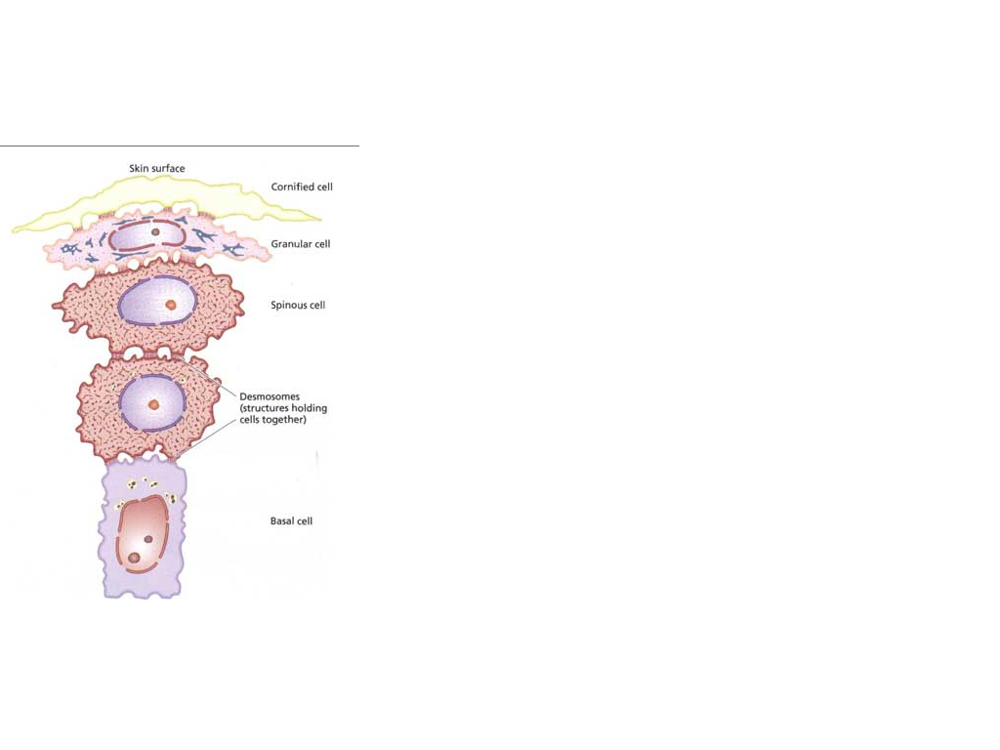 Skin surface
Cornified cell
Granular cell
Spinous cell
Desmosomes
(structures holding
cells together)
Basal cell